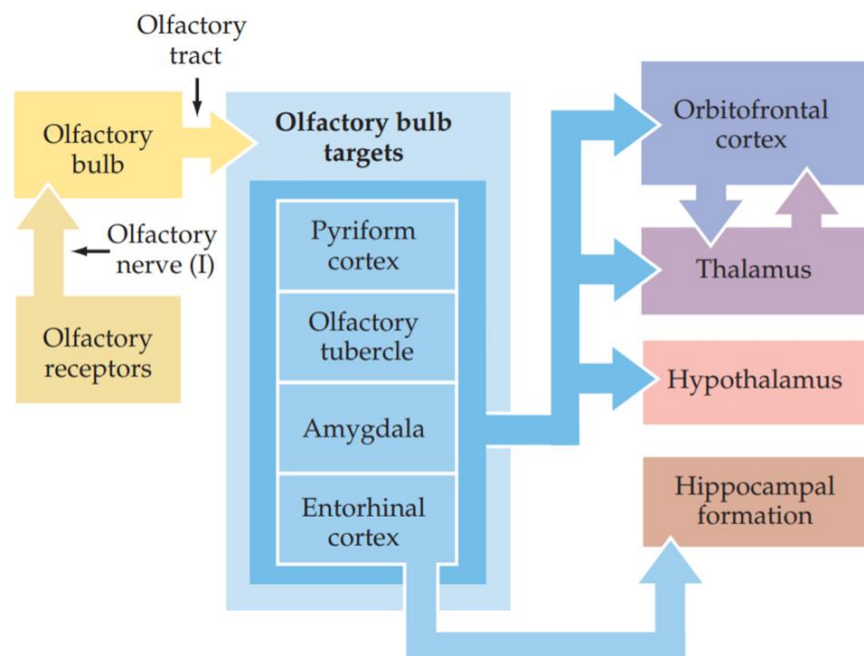 Olfactory
tract
Olfactory
bulb
Olfactory
nerve (I)
Olfactory
receptors
Olfactory bulb
targets
Pyriform
cortex
Olfactory
tubercle
Amygdala
Entorhinal
cortex
Orbitofrontal
cortex
Thalamus
Hypothalamus
Hippocampal
formation